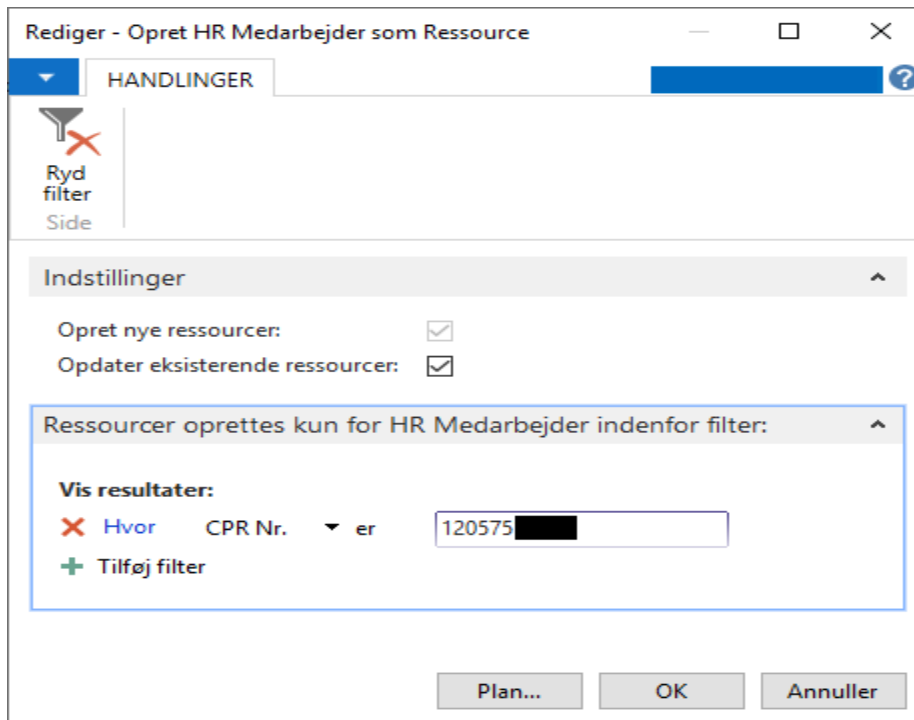 Rediger - Opret HR Medarbejder som Ressource
HANDLINGER
?
Ryd
filter
Side
Indstillinger
Opret nye ressourcer:
Opdater eksisterende ressourcer:
Ressourcer oprettes kun for HR Medarbejder indenfor filter:
Vis resultater:
Hvor CPR Nr. er 120575
Tilføj filter
Plan... OK Annuller